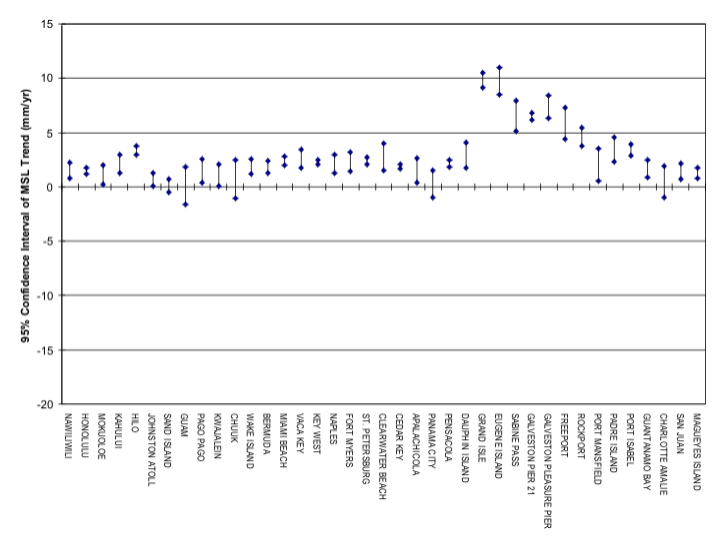 95% Confidence Interval of MSL Trend (mm/yr)
15
10
5
0
-5
-10
-15
-20
NAWILIWILI
HONOLULU
MOKUOLOE
KAHULUI
HILO
JOHNSTON ATOLL
SAND ISLAND
GUAM
PAGO PAGO
KWAJALEIN
CHUUK
WAKE ISLAND
BERMUDA
MIAMI BEACH
VACA KEY
KEY WEST
NAPLES
FORT MYERS
ST. PETERSBURG
CLEARWATER BEACH
CEDAR KEY
APALACHICOLA
PANAMA CITY
PENSACOLA
DAUPHIN ISLAND
GRAND ISLE
EUGENE ISLAND
SABINE PASS
GALVESTON PIER 21
GALVESTON PLEASURE PIER
FREEPORT
ROCKPORT
PORT MANSFIELD
PADRE ISLAND
PORT ISABEL
GUANTANAMO BAY
CHARLOTTE AMALIE
SAN JUAN
MAGUEYES ISLAND